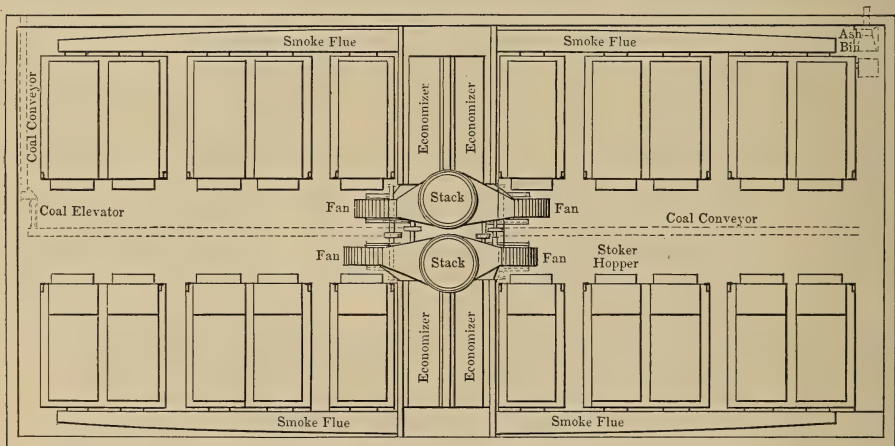 Smoke Flue
Smoke Flue
Ash
Bin
Coal Conveyor
Economizer
Economizer
Stack
Coal Elevator
Fan
Fan
Coal Conveyor
Fan
Stack
Fan
Stoker
Hopper
Economizer
Economizer
Smoke Flue
Smoke Flue